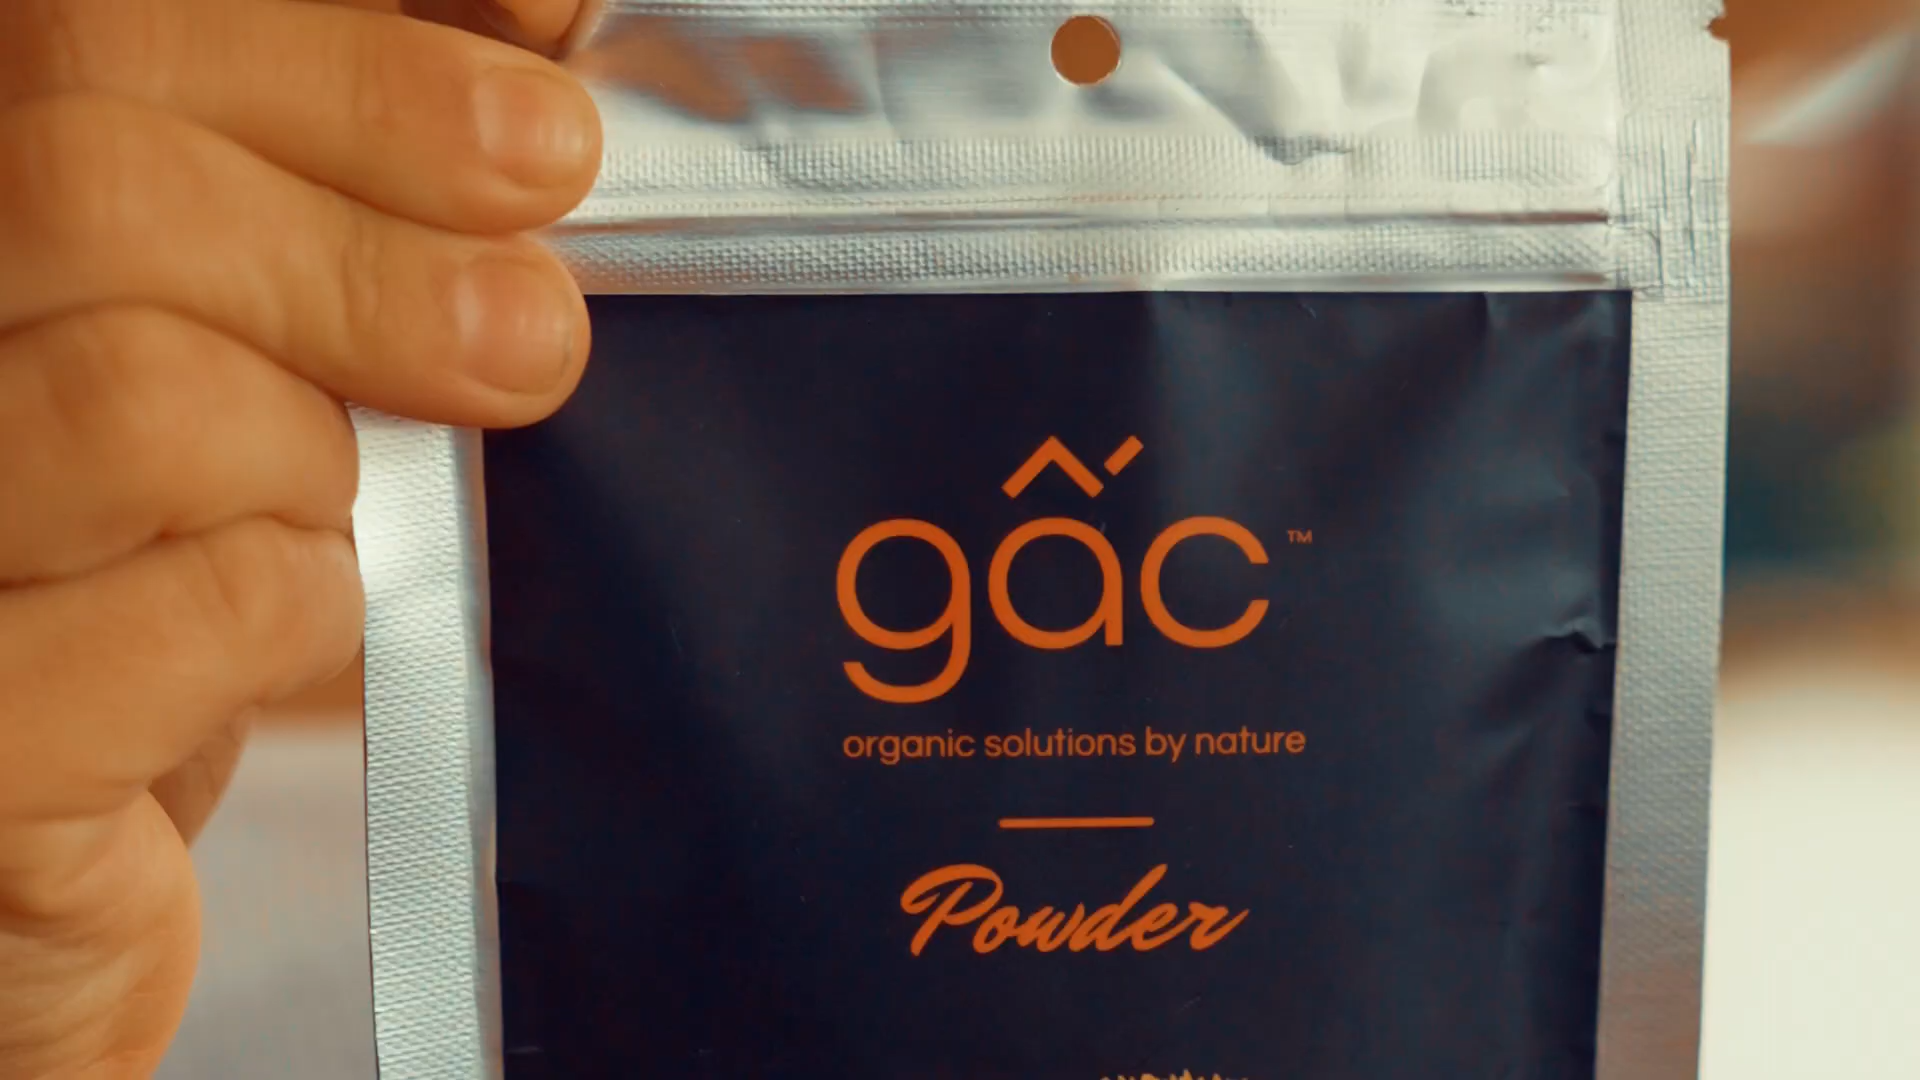 gấc™
organic solutions by nature
Powder